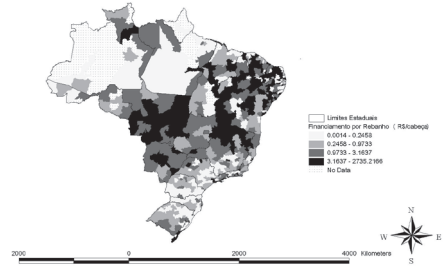 Limites Estaduais
Financiamento por Rebanho ( R$/cabeça)
0.0014 - 0.2458
0.2458 - 0.9733
0.9733 - 3.1637
3.1637 - 2735.2166
No Data
N
W E
S
2000 0 2000 4000 Kilometers